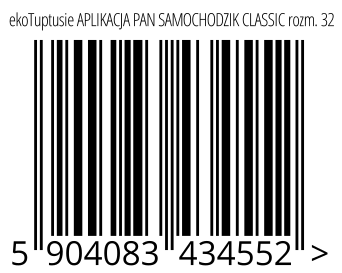 ekoTuptusie APLIKACJA PAN SAMOCHODZIK CLASSIC rozm. 32
5 904083 434552 >